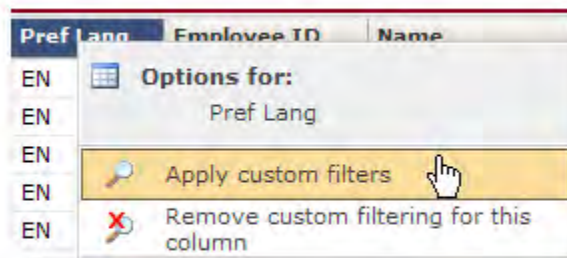 Pref Lang Employee ID Name
EN Options for:
EN Pref Lang
EN
Apply custom filters
EN
EN Remove custom filtering for this
column